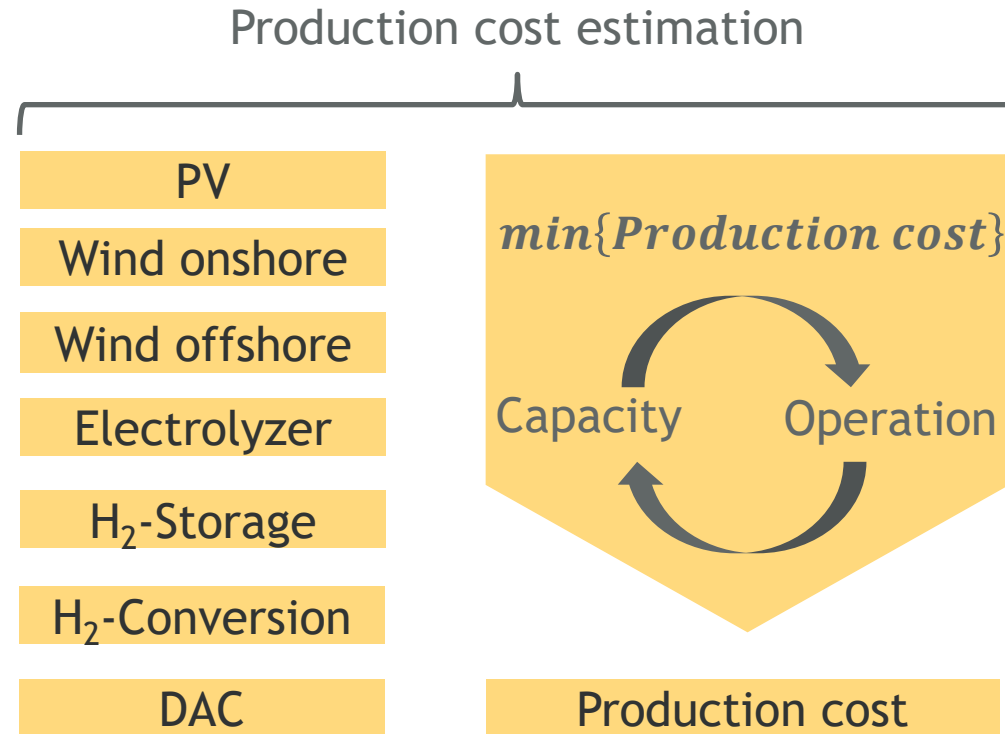 Production cost estimation
PV
Wind onshore
Wind offshore
Electrolyzer
H₂-Storage
H₂-Conversion
DAC
min{Production cost}
Capacity
Operation
Production cost